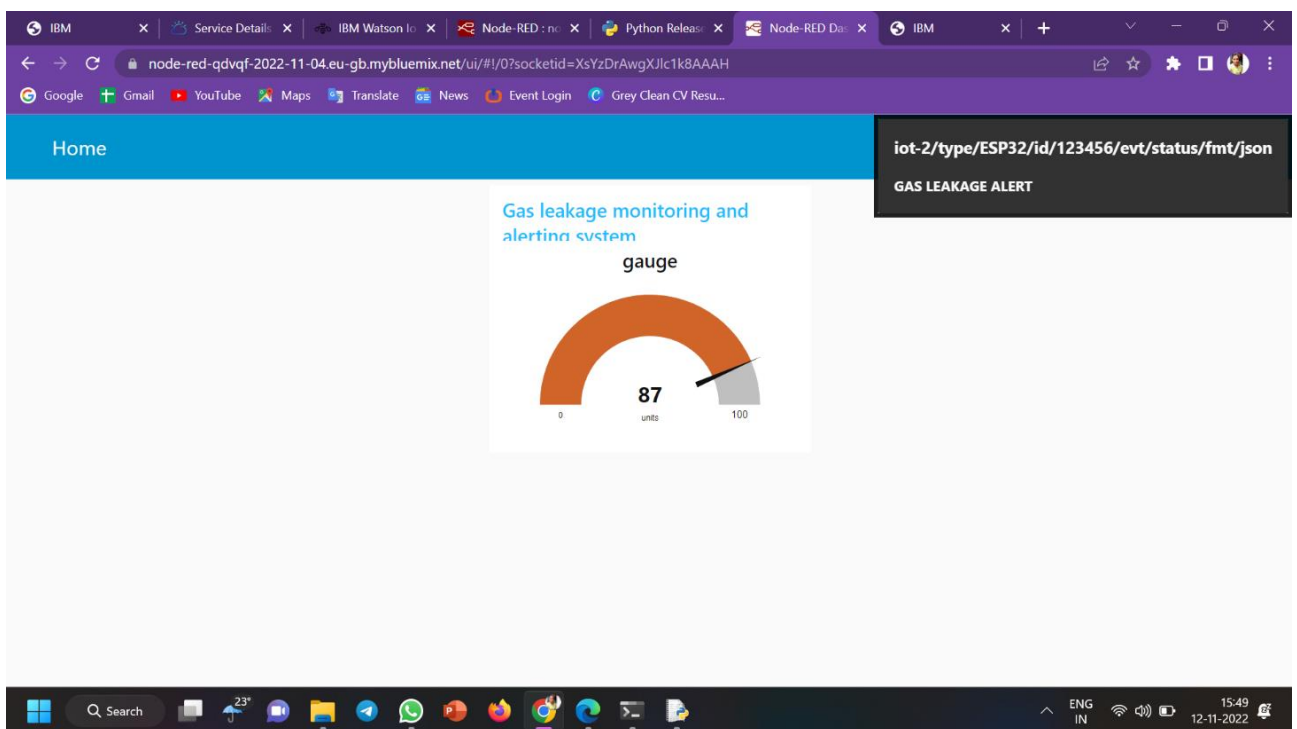 IBM
Service Details
IBM Watson Io
Node-RED : no
Python Release
Node-RED Das
IBM
node-red-qdvqf-2022-11-04.eu-gb.mybluemix.net/ui/#!/0?socketid=XsYzDrAwgXJlc1k8AAAH
Google
Gmail
YouTube
Maps
Translate
News
Event Login
Grey Clean CV Resu...
Home
iot-2/type/ESP32/id/123456/evt/status/fmt/json
GAS LEAKAGE ALERT
Gas leakage monitoring and
alerting system
gauge
87
0
units
100
23°
Search
ENG
IN
15:49
12-11-2022